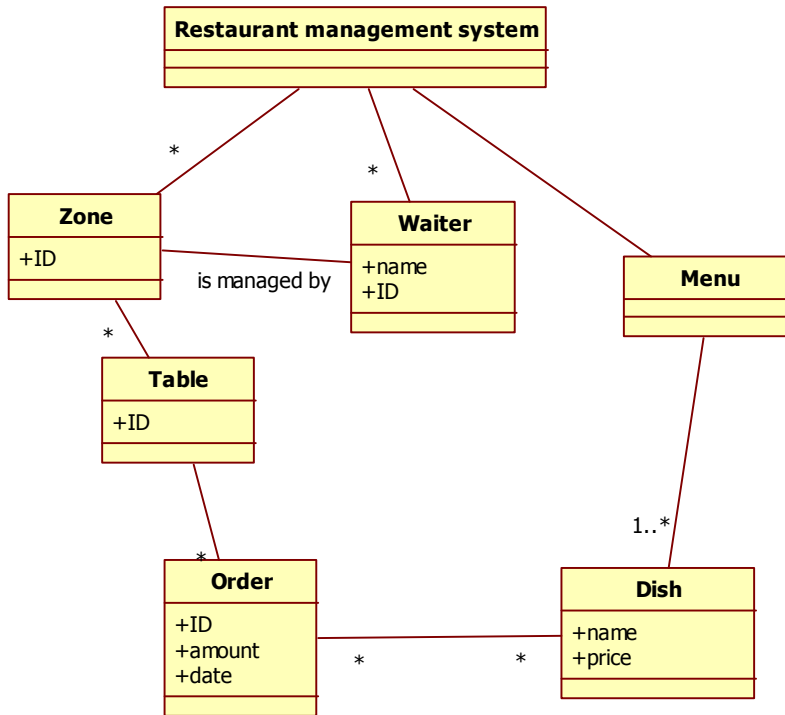 Restaurant management system
*
*
Zone
+ID
Waiter
+name
+ID
is managed by
Menu
*
Table
+ID
1..*
*
Order
+ID
+amount
+date
Dish
+name
+price
*
*